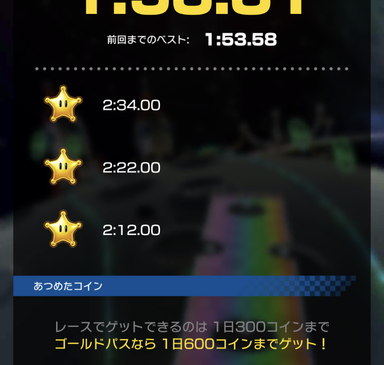 前回までのベスト: 1:53.58
2:34.00
2:22.00
2:12.00
あつめたコイン
レースでゲットできるのは 1日300コインまで
ゴールドパスなら 1日600コインまでゲット！